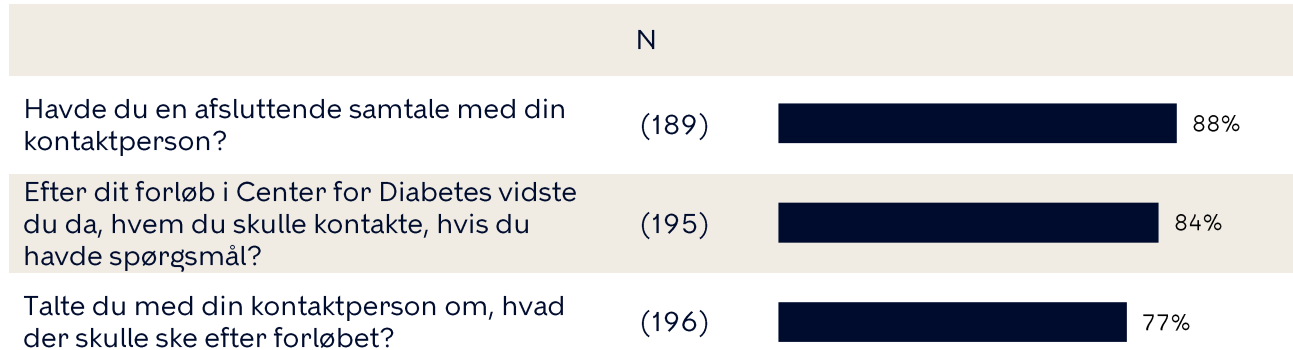 N
Havde du en afsluttende samtale med din
kontaktperson?
(189)
88%
Efter dit forløb i Center for Diabetes vidste
du da, hvem du skulle kontakte, hvis du
havde spørgsmål?
(195)
84%
Talte du med din kontaktperson om, hvad
der skulle ske efter forløbet?
(196)
77%